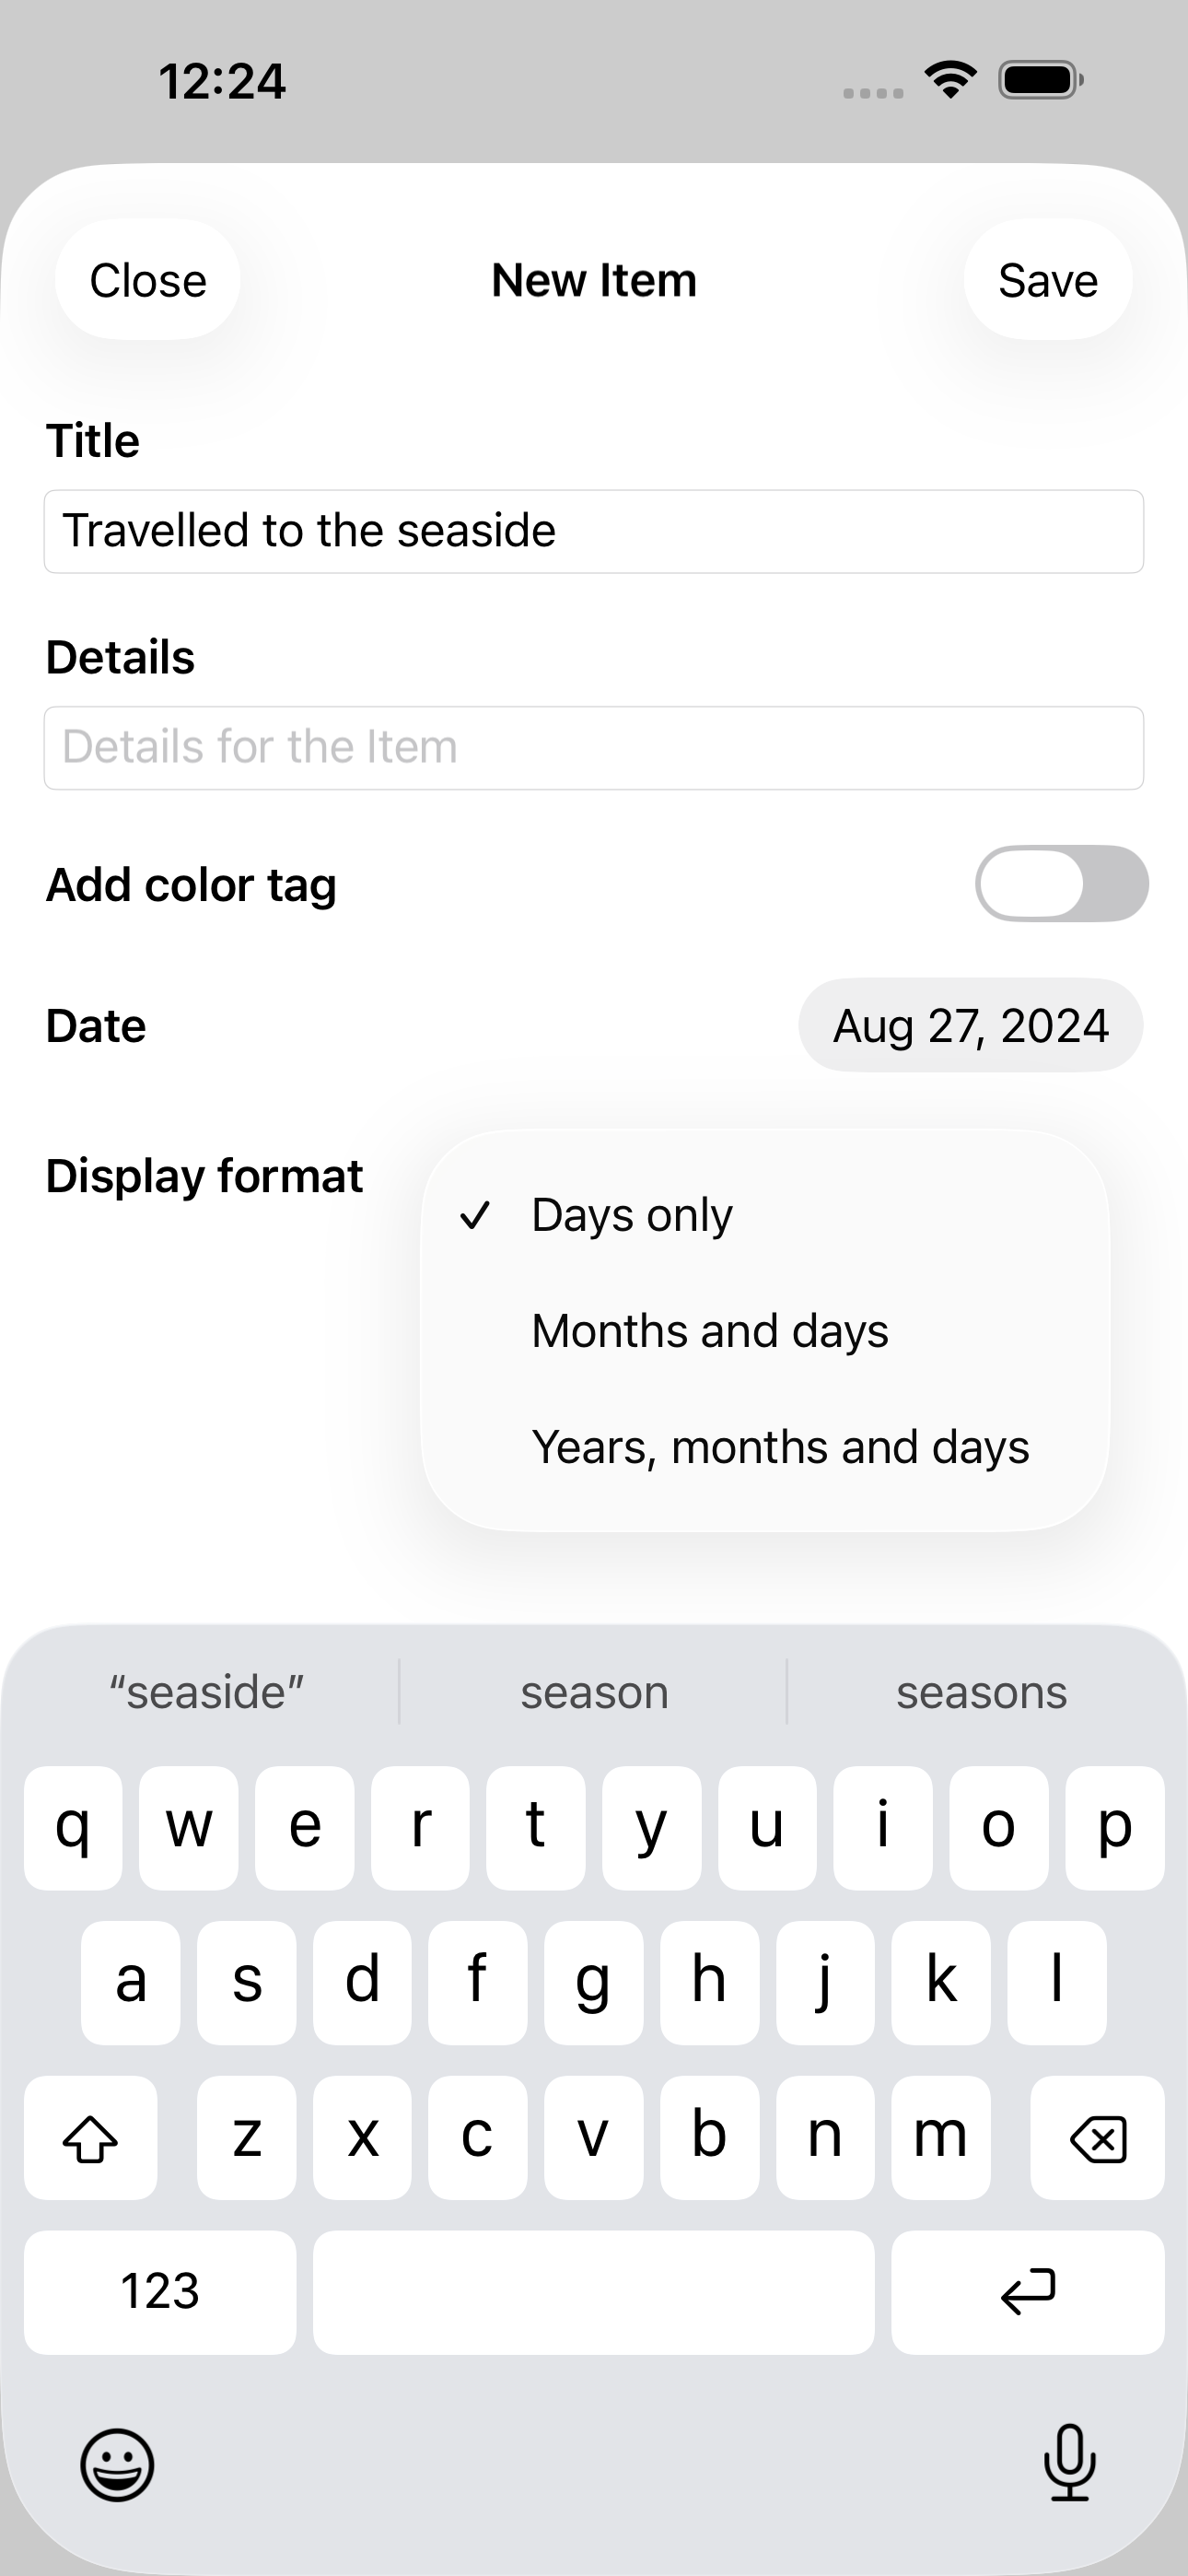 12:24
Close New Item Save
Title
Travelled to the seaside
Details
Details for the Item
Add color tag
Date Aug 27, 2024
Display format
✓ Days only
Months and days
Years, months and days
“seaside” season seasons
q w e r t y u i o p
a s d f g h j k l
z x c v b n m
123